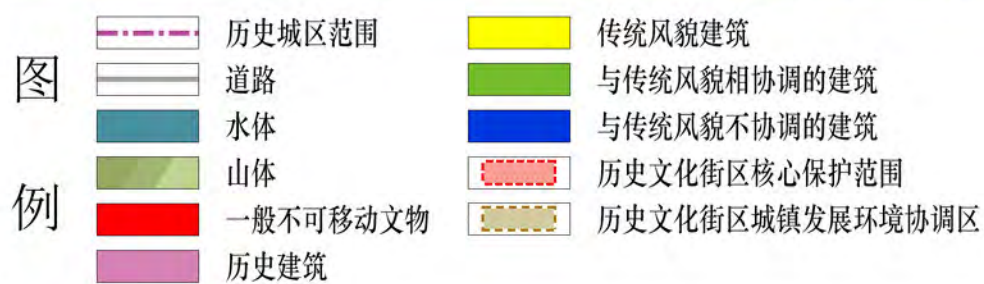 图例
历史城区范围
道路
水体
山体
一般不可移动文物
历史建筑
传统风貌建筑
与传统风貌相协调的建筑
与传统风貌不协调的建筑
历史文化街区核心保护范围
历史文化街区城镇发展环境协调区